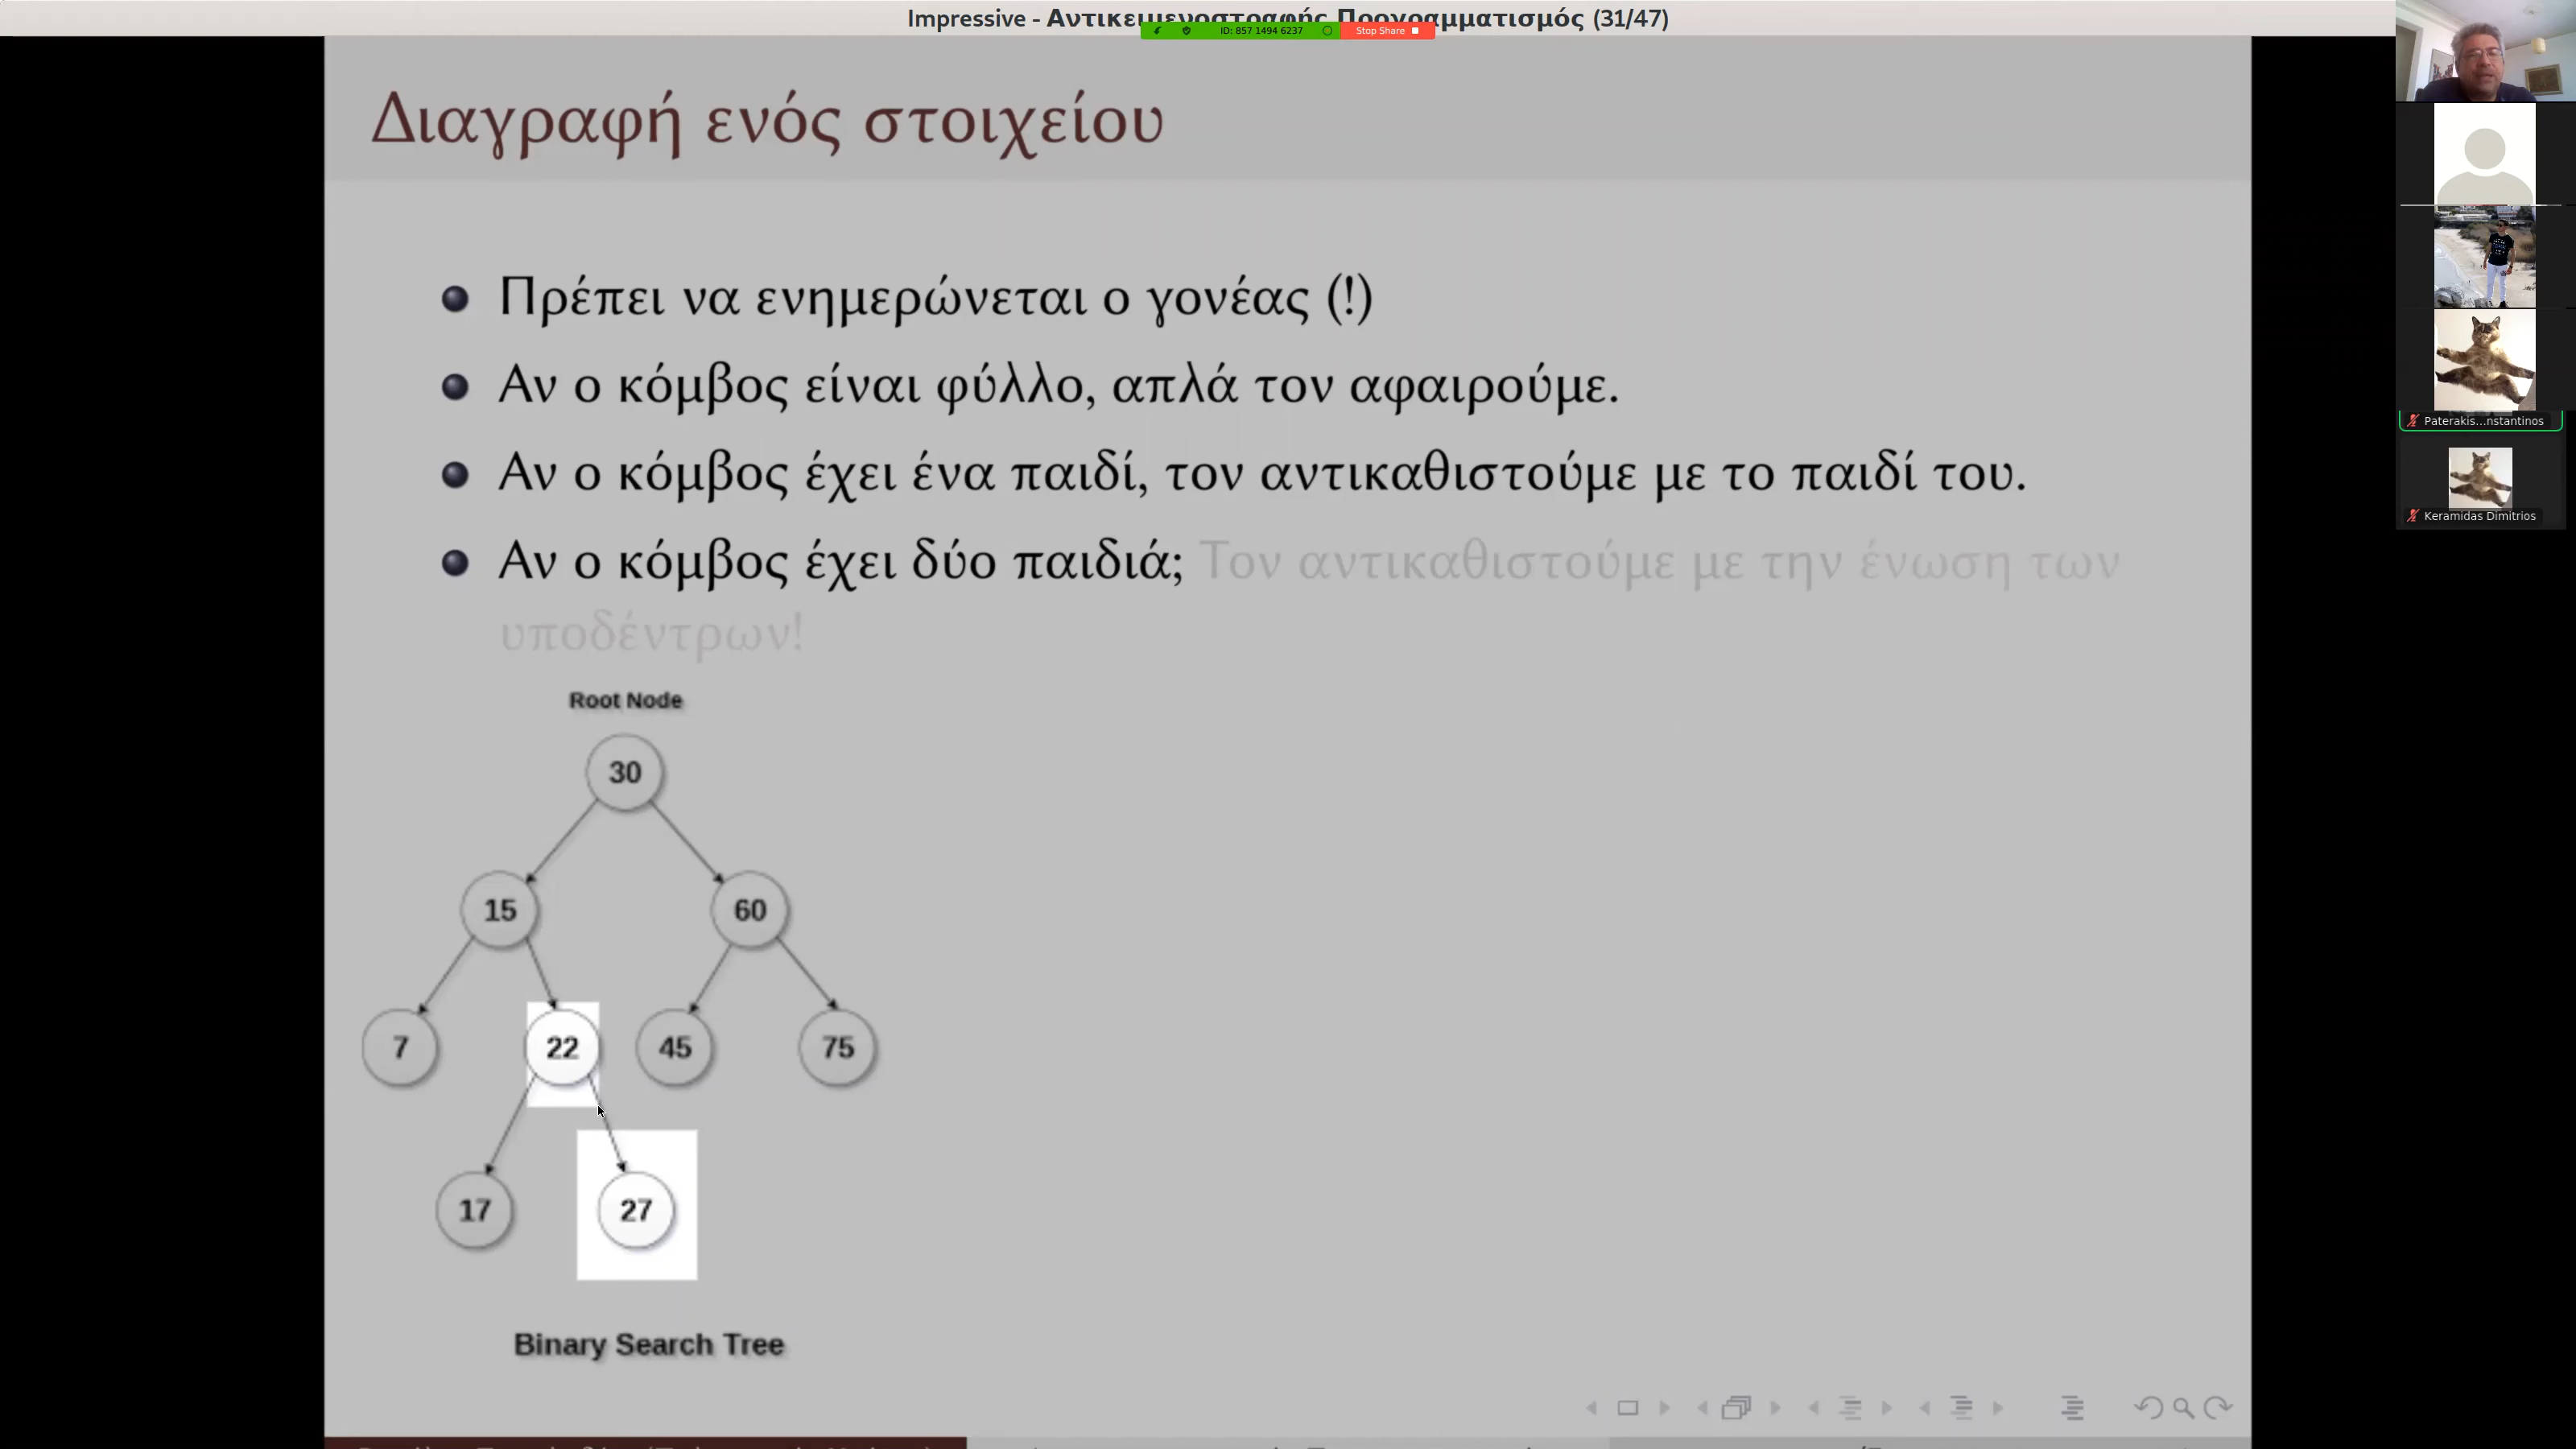 Impressive - Αντικειμενοστραφής Προγραμματισμός (31/47)
ID: 857 1494 6237
Stop Share
Διαγραφή ενός στοιχείου
Πρέπει να ενημερώνεται ο γονέας (!)
Αν ο κόμβος είναι φύλλο, απλά τον αφαιρούμε.
Αν ο κόμβος έχει ένα παιδί, τον αντικαθιστούμε με το παιδί του.
Αν ο κόμβος έχει δύο παιδιά; Τον αντικαθιστούμε με την ένωση των
υποδέντρων!
Root Node
30
15 60
7 22 45 75
17 27
Binary Search Tree
Paterakis...nstantinos
Keramidas Dimitrios